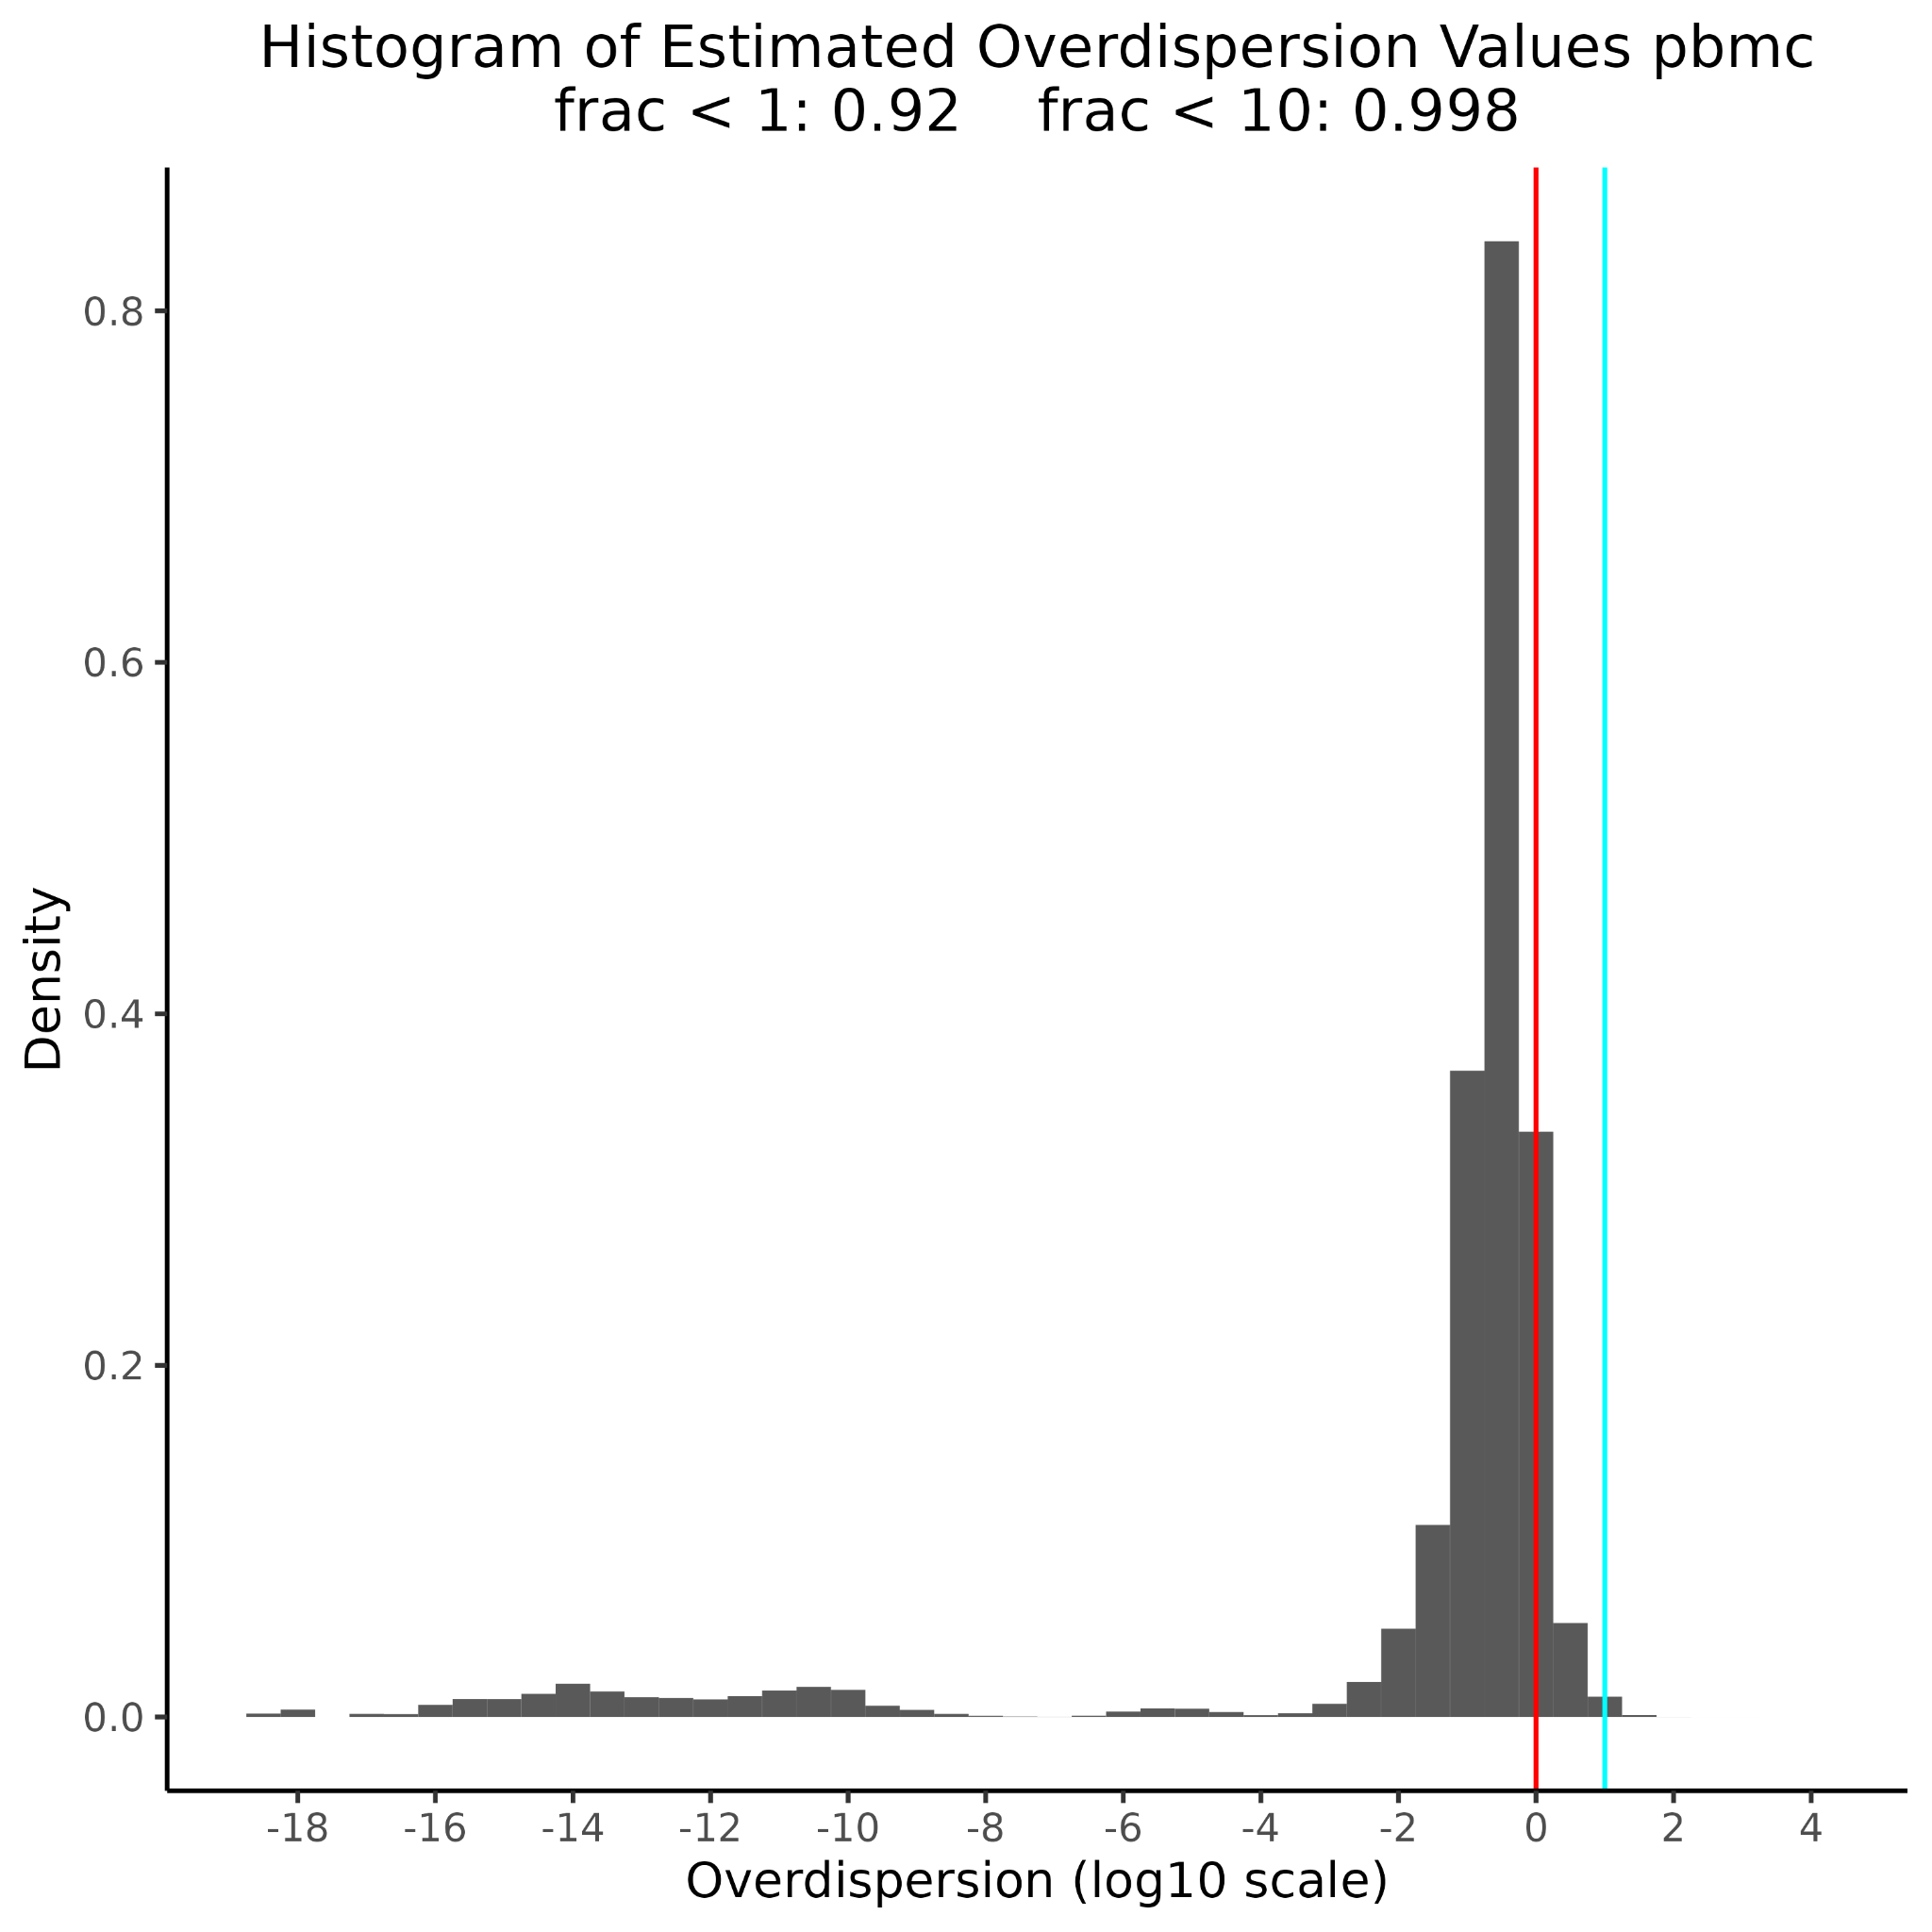 Histogram of Estimated Overdispersion Values pbmc
frac < 1: 0.92    frac < 10: 0.998
Density
0.8
0.6
0.4
0.2
0.0
-18 -16 -14 -12 -10 -8 -6 -4 -2 0 2 4
Overdispersion (log10 scale)